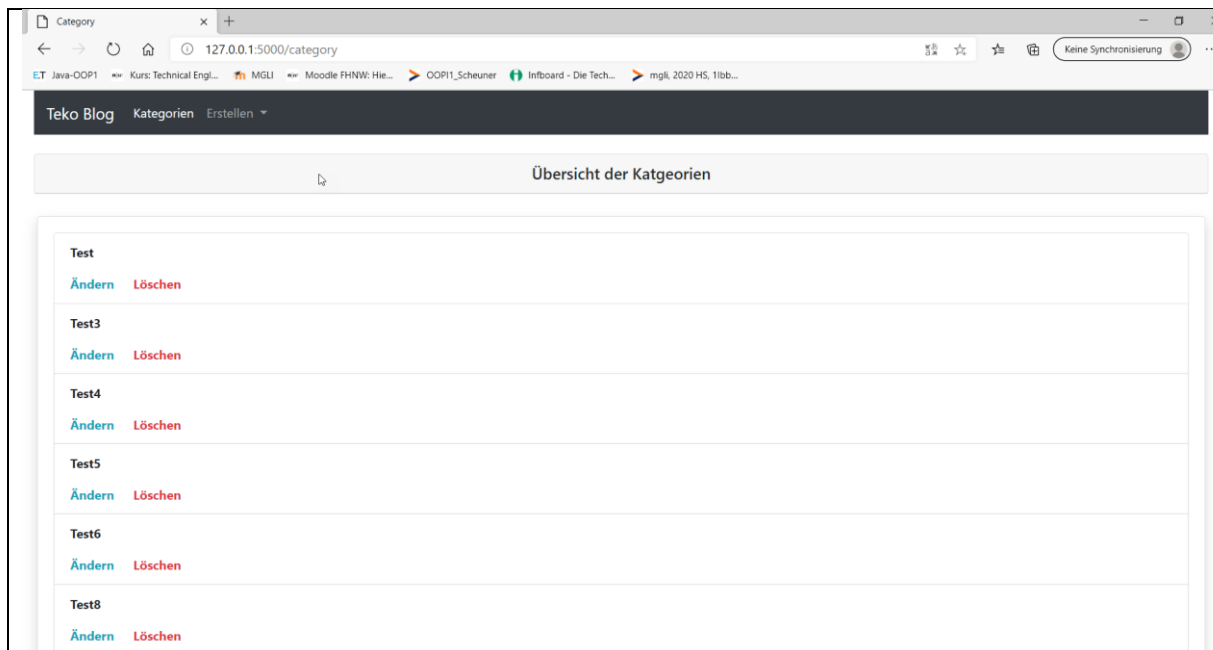 Category
127.0.0.1:5000/category
Keine Synchronisierung
Java-OOP1 Kurs: Technical Engl... MGLI Moodle FHNW: Hie... OOPI1_Scheuner Infboard - Die Tech... mgli, 2020 HS, 1Ibb...
Teko Blog Kategorien Erstellen
Übersicht der Katgeorien
Test
Ändern Löschen
Test3
Ändern Löschen
Test4
Ändern Löschen
Test5
Ändern Löschen
Test6
Ändern Löschen
Test8
Ändern Löschen